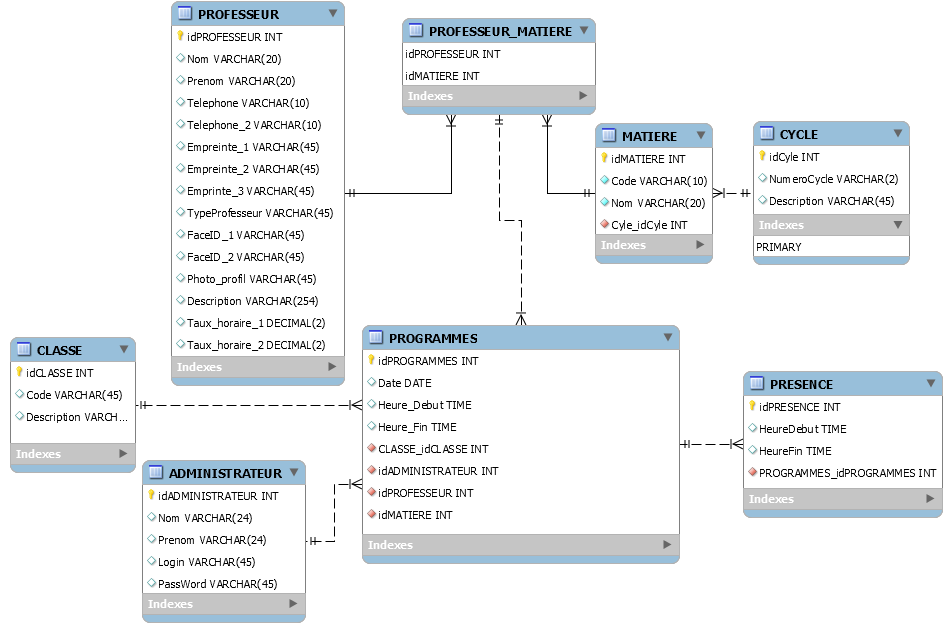 PROFESSEUR
idPROFESSEUR INT
Nom VARCHAR(20)
Prenom VARCHAR(20)
Telephone VARCHAR(10)
Telephone_2 VARCHAR(10)
Empreinte_1 VARCHAR(45)
Empreinte_2 VARCHAR(45)
Emprinte_3 VARCHAR(45)
TypeProfesseur VARCHAR(45)
FaceID_1 VARCHAR(45)
FaceID_2 VARCHAR(45)
Photo_profil VARCHAR(45)
Description VARCHAR(254)
Taux_horaire_1 DECIMAL(2)
Taux_horaire_2 DECIMAL(2)
Indexes
PROFESSEUR_MATIERE
idPROFESSEUR INT
idMATIERE INT
Indexes
MATIERE
idMATIERE INT
Code VARCHAR(10)
Nom VARCHAR(20)
Cyle_idCyle INT
Indexes
CYCLE
idCyle INT
NumeroCycle VARCHAR(2)
Description VARCHAR(45)
Indexes
PRIMARY
CLASSE
idCLASSE INT
Code VARCHAR(45)
Description VARCH...
Indexes
ADMINISTRATEUR
idADMINISTRATEUR INT
Nom VARCHAR(24)
Prenom VARCHAR(24)
Login VARCHAR(45)
PassWord VARCHAR(45)
Indexes
PROGRAMMES
idPROGRAMMES INT
Date DATE
Heure_Debut TIME
Heure_Fin TIME
CLASSE_idCLASSE INT
idADMINISTRATEUR INT
idPROFESSEUR INT
idMATIERE INT
Indexes
PRESENCE
idPRESENCE INT
HeureDebut TIME
HeureFin TIME
PROGRAMMES_idPROGRAMMES INT
Indexes